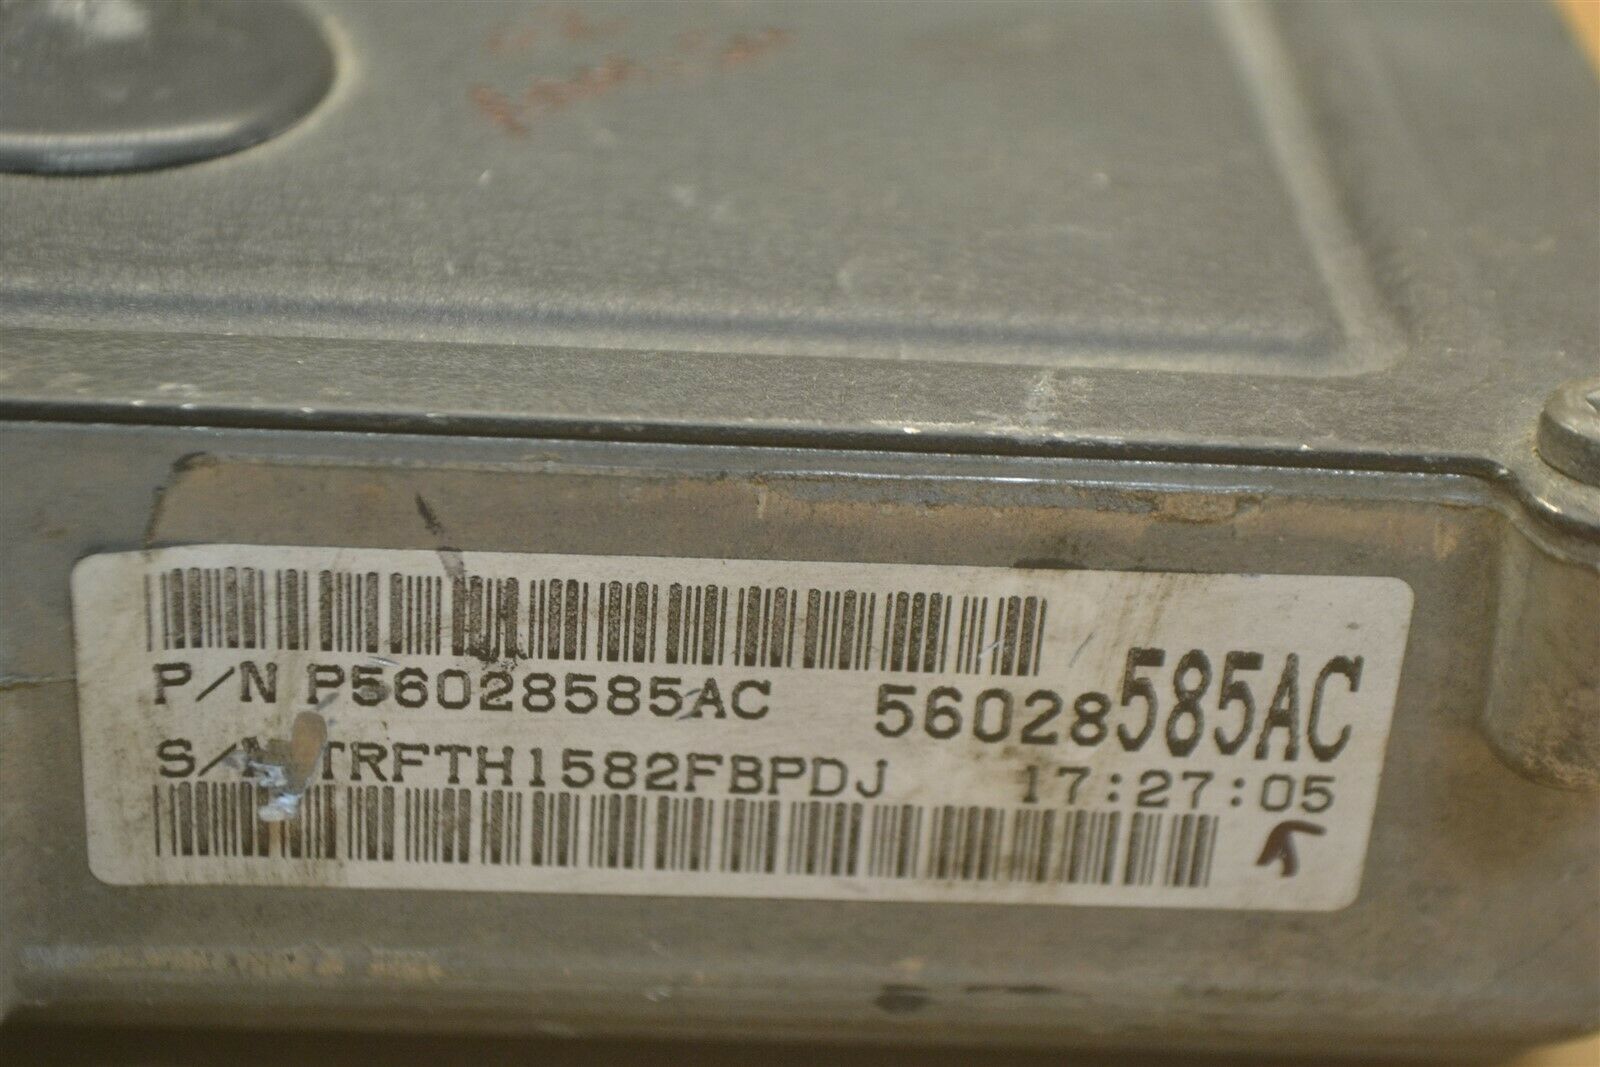 P/N P56028585AC 56028585AC
S/N TRFTH1582FBPDJ 17:27:05